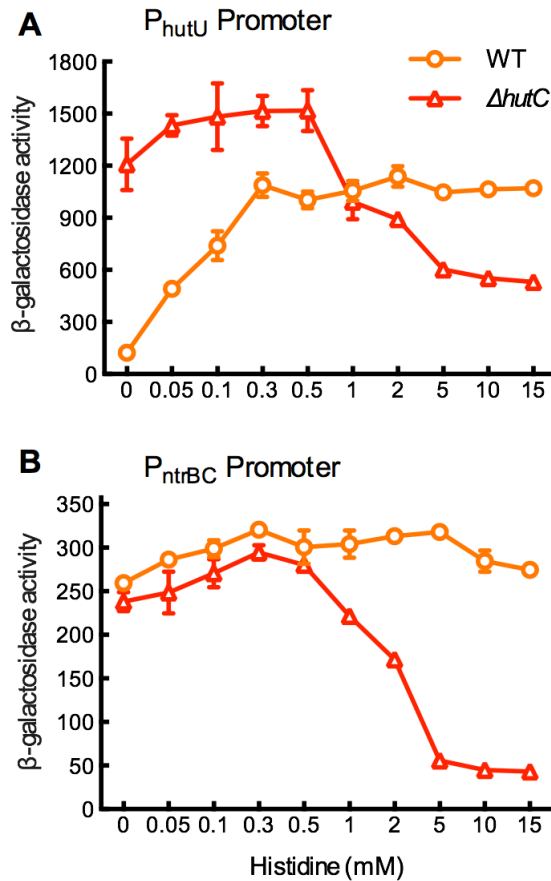 A
P_hutU Promoter
WT
ΔhutC
β-galactosidase activity
1800
1500
1200
900
600
300
0
0 0.05 0.1 0.3 0.5 1 2 5 10 15
B
P_ntrBC Promoter
β-galactosidase activity
350
300
250
200
150
100
50
0
0 0.05 0.1 0.3 0.5 1 2 5 10 15
Histidine (mM)